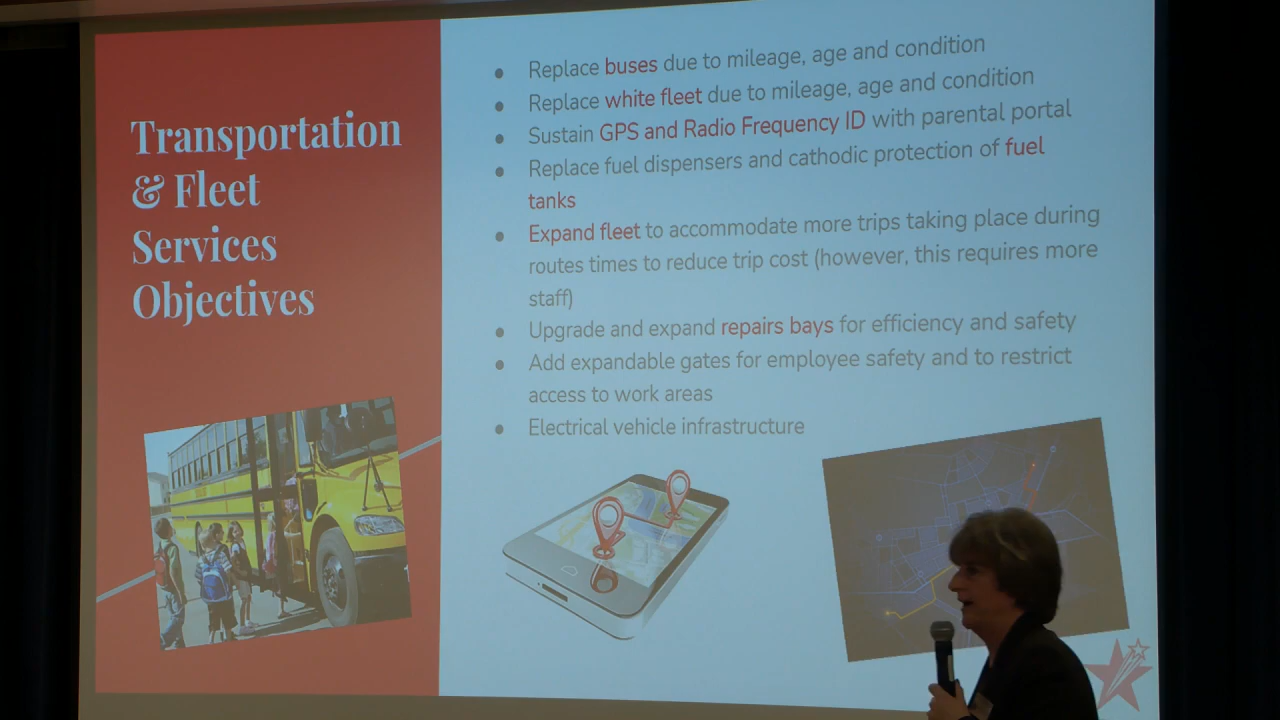 Transportation
& Fleet
Services
Objectives
● Replace buses due to mileage, age and condition
● Replace white fleet due to mileage, age and condition
● Sustain GPS and Radio Frequency ID with parental portal
● Replace fuel dispensers and cathodic protection of fuel
tanks
● Expand fleet to accommodate more trips taking place during
routes times to reduce trip cost (however, this requires more
staff)
● Upgrade and expand repairs bays for efficiency and safety
● Add expandable gates for employee safety and to restrict
access to work areas
● Electrical vehicle infrastructure